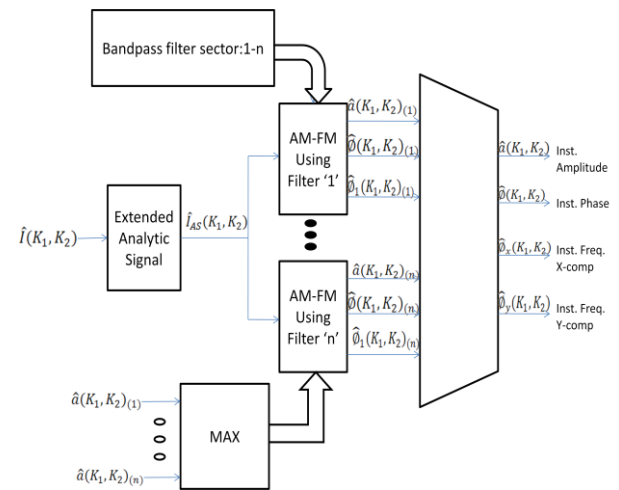 Bandpass filter sector:1-n
AM-FM
Using
Filter '1'
â(K₁,K₂)₍₁₎
∅̂(K₁,K₂)₍₁₎
∅̂₁(K₁,K₂)₍₁₎
Î(K₁,K₂)
Extended
Analytic
Signal
Î_AS(K₁,K₂)
AM-FM
Using
Filter 'n'
â(K₁,K₂)₍ₙ₎
∅̂(K₁,K₂)₍ₙ₎
∅̂₁(K₁,K₂)₍ₙ₎
â(K₁,K₂) Inst.
Amplitude
∅̂(K₁,K₂) Inst. Phase
∅̂ₓ(K₁,K₂) Inst. Freq.
X-comp
∅̂_y(K₁,K₂) Inst. Freq.
Y-comp
â(K₁,K₂)₍₁₎
MAX
â(K₁,K₂)₍ₙ₎